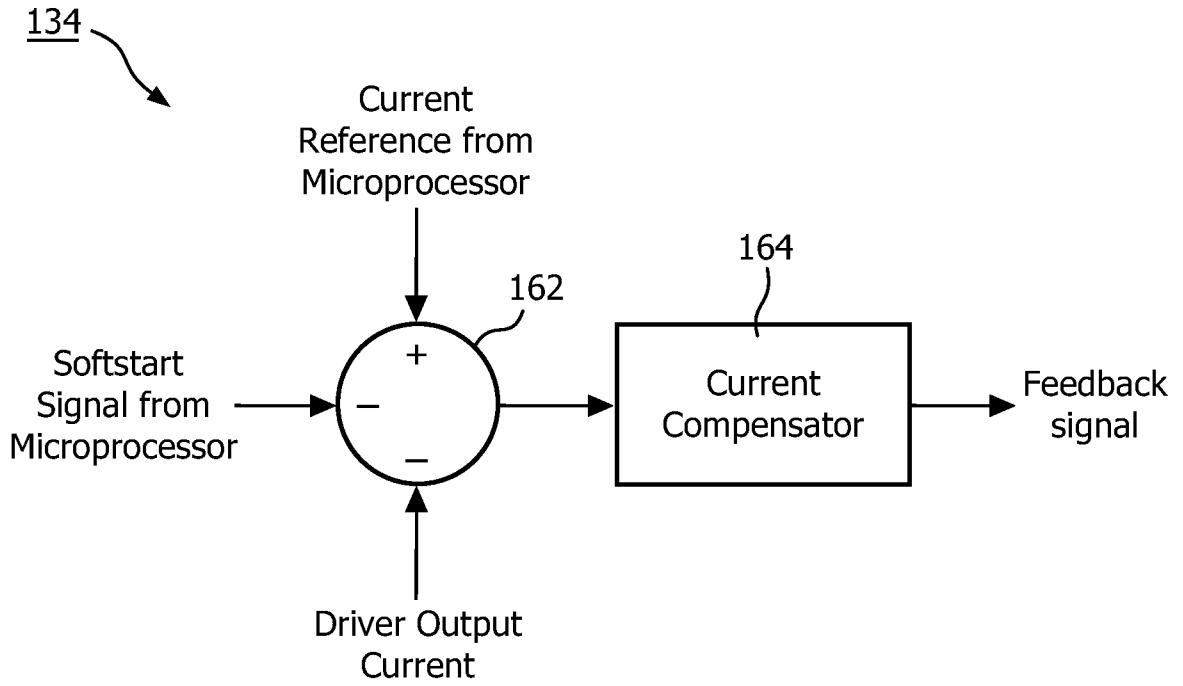 134
Current
Reference from
Microprocessor
162
164
+
Softstart
Signal from
Microprocessor
−
−
Current
Compensator
Feedback
signal
Driver Output
Current